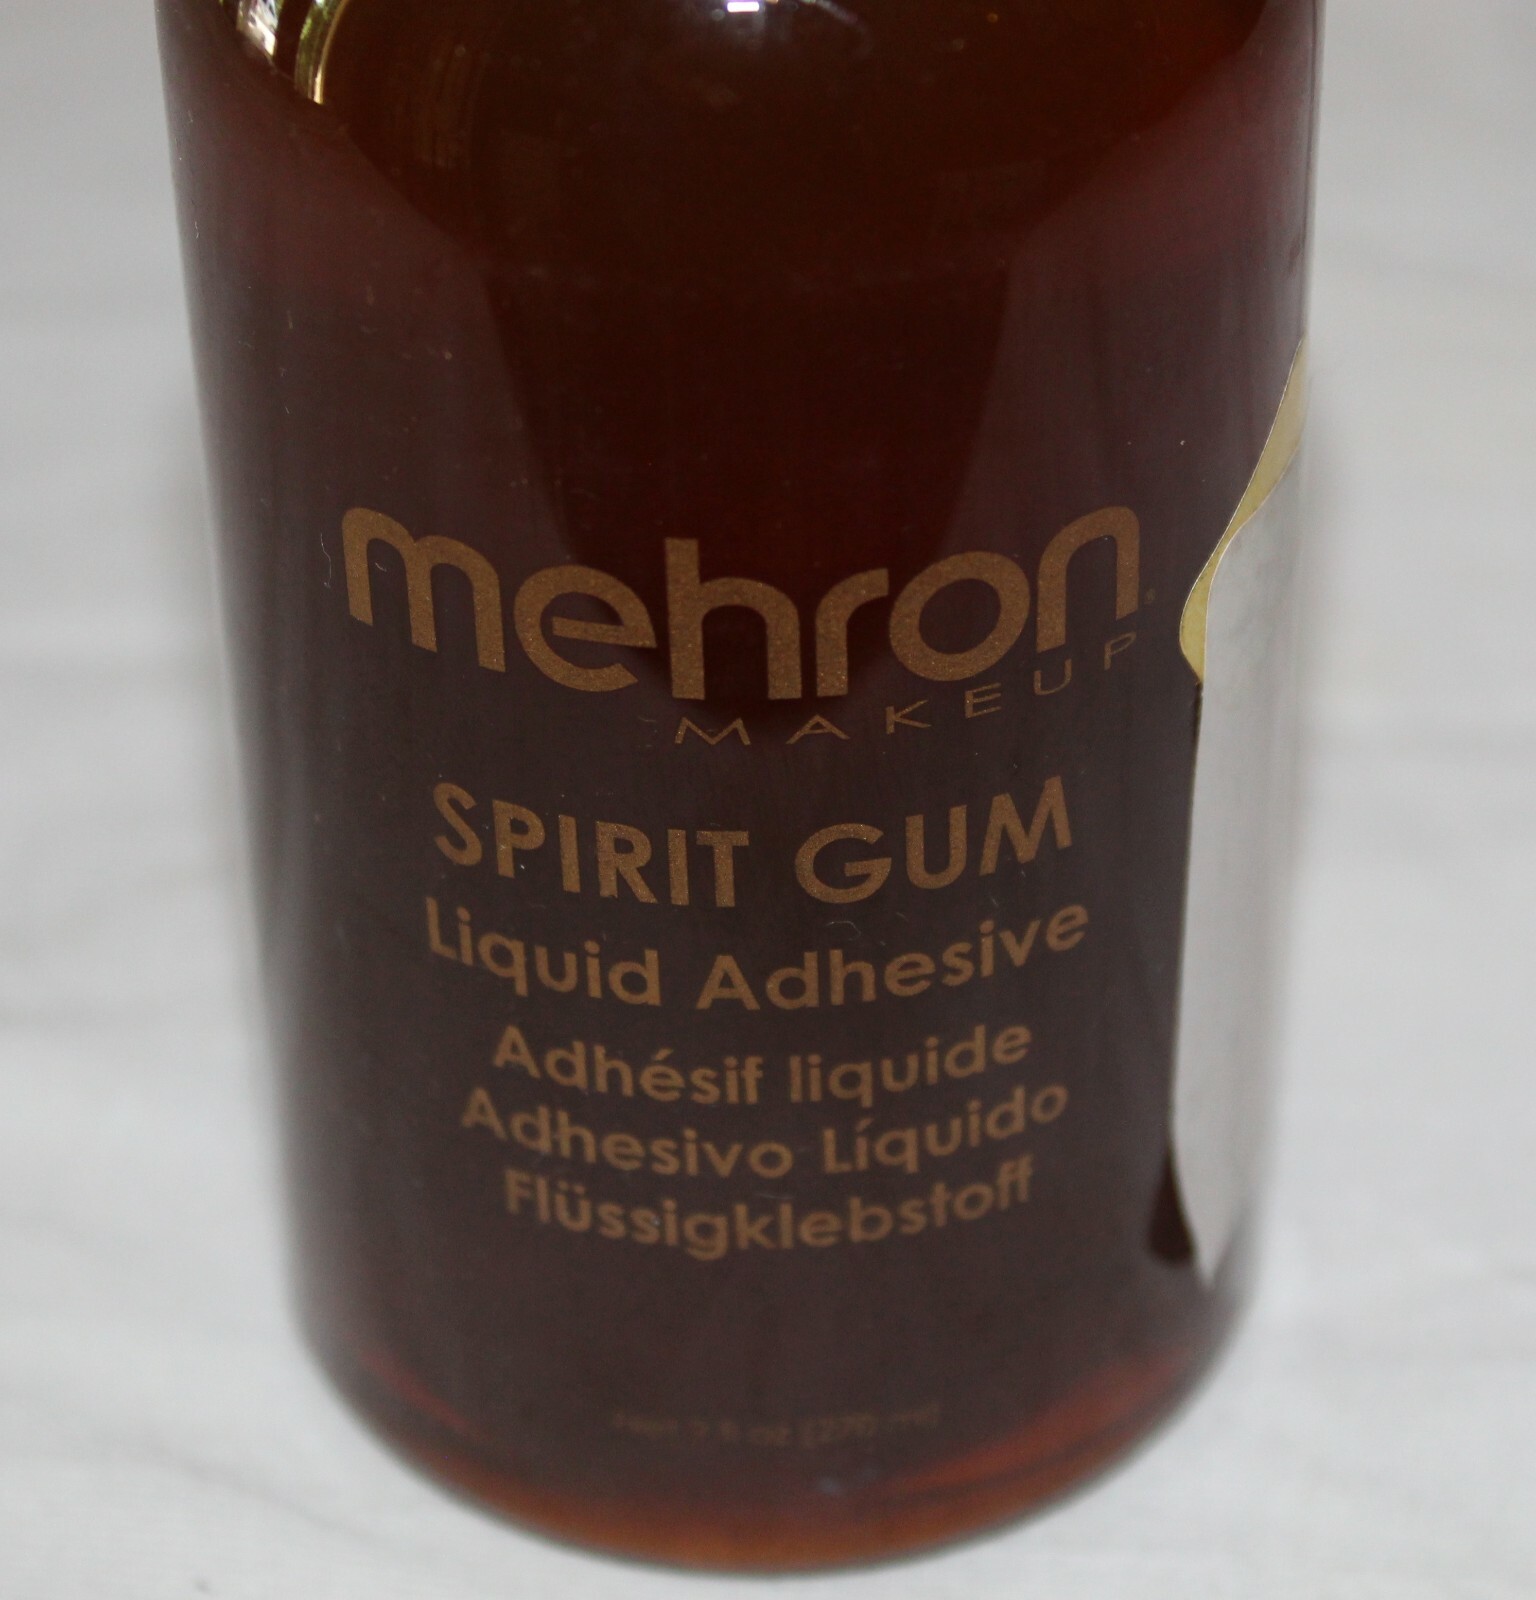 mehron
MAKEUP
SPIRIT GUM
Liquid Adhesive
Adhésif liquide
Adhesivo Líquido
Flüssigklebstoff